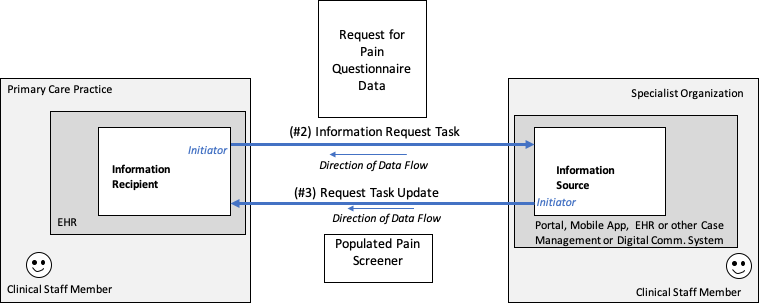 Request for
Pain
Questionnaire
Data
Primary Care Practice
Specialist Organization
(#2) Information Request Task
Initiator
Direction of Data Flow
Information
Recipient
Information
Source
(#3) Request Task Update
Initiator
Direction of Data Flow
EHR
Portal, Mobile App, EHR or other Case
Management or Digital Comm. System
Populated Pain
Screener
Clinical Staff Member
Clinical Staff Member